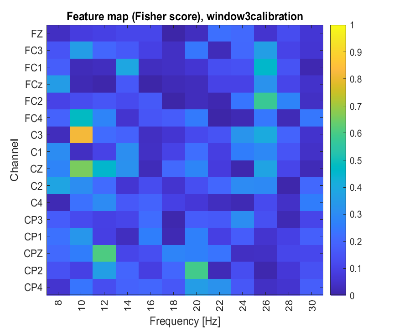 Feature map (Fisher score), window3calibration
FZ
FC3
FC1
FCz
FC2
FC4
C3
C1
CZ
C2
C4
CP3
CP1
CPZ
CP2
CP4
Channel
8 10 12 14 16 18 20 22 24 26 28 30
Frequency [Hz]
1
0.9
0.8
0.7
0.6
0.5
0.4
0.3
0.2
0.1
0